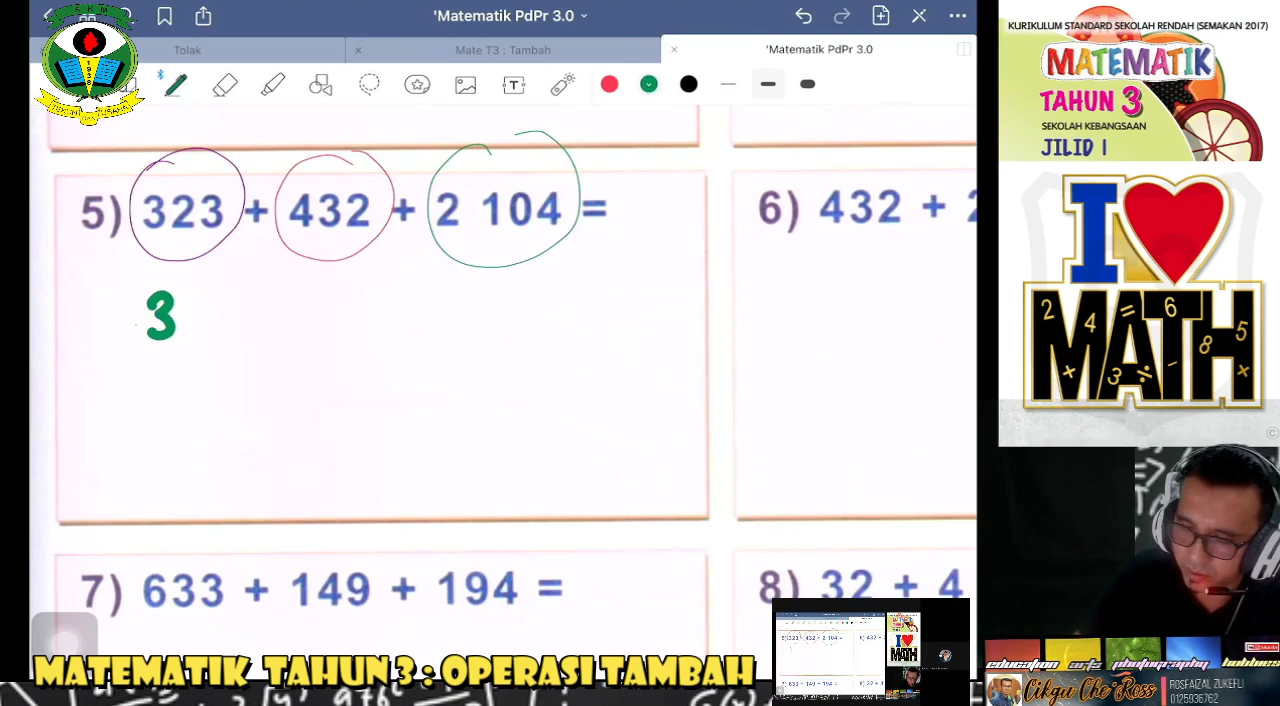 'Matematik PdPr 3.0
Tolak
Mate T3 : Tambah
'Matematik PdPr 3.0
5) 323 + 432 + 2 104 =
6) 432 + 2
3
7) 633 + 149 + 194 =
8) 32 + 4
MATEMATIK TAHUN 3 : OPERASI TAMBAH
KURIKULUM STANDARD SEKOLAH RENDAH (SEMAKAN 2017)
MATEMATIK
TAHUN 3
SEKOLAH KEBANGSAAN
JILID 1
I
MATH
education arts photography hobbies
Cikgu Che'Ross
ROSFAIZAL ZUKEFLI
0125936762